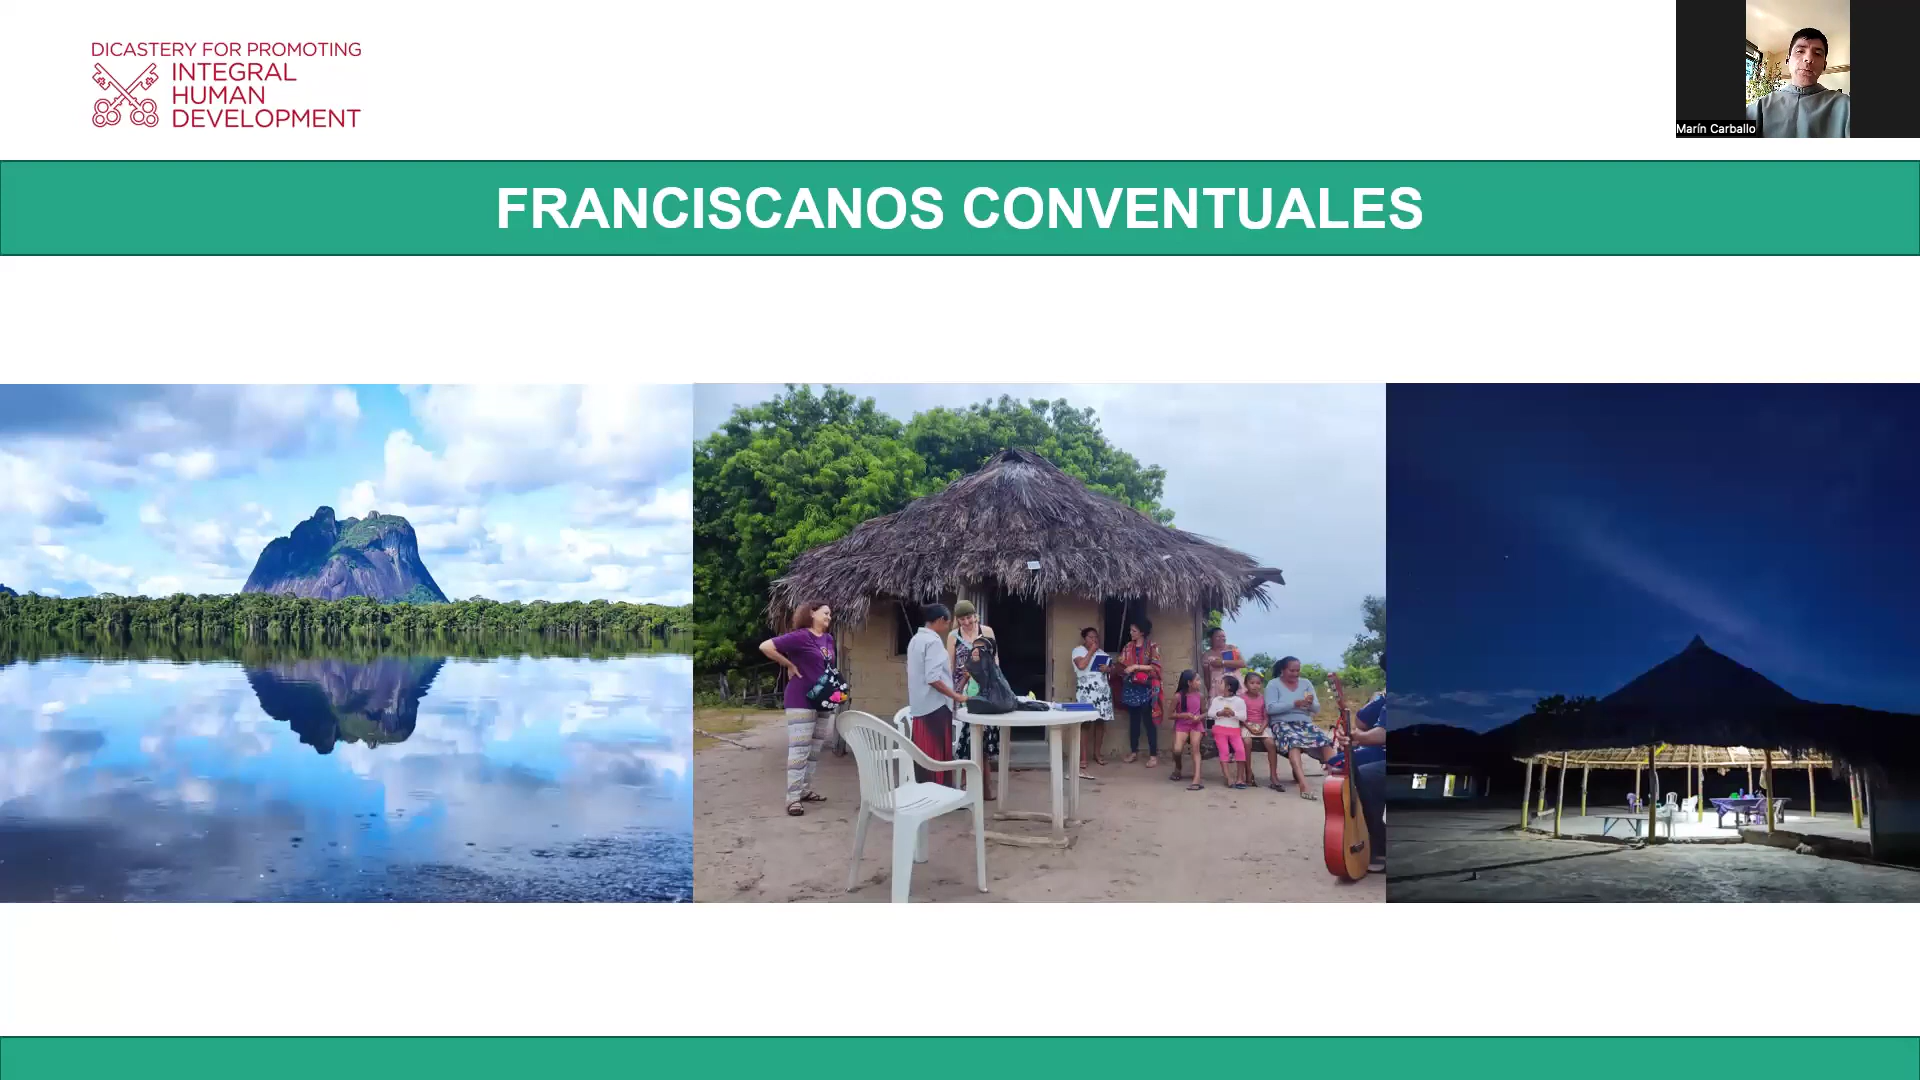 DICASTERY FOR PROMOTING
INTEGRAL
HUMAN
DEVELOPMENT
Marín Carballo
FRANCISCANOS CONVENTUALES